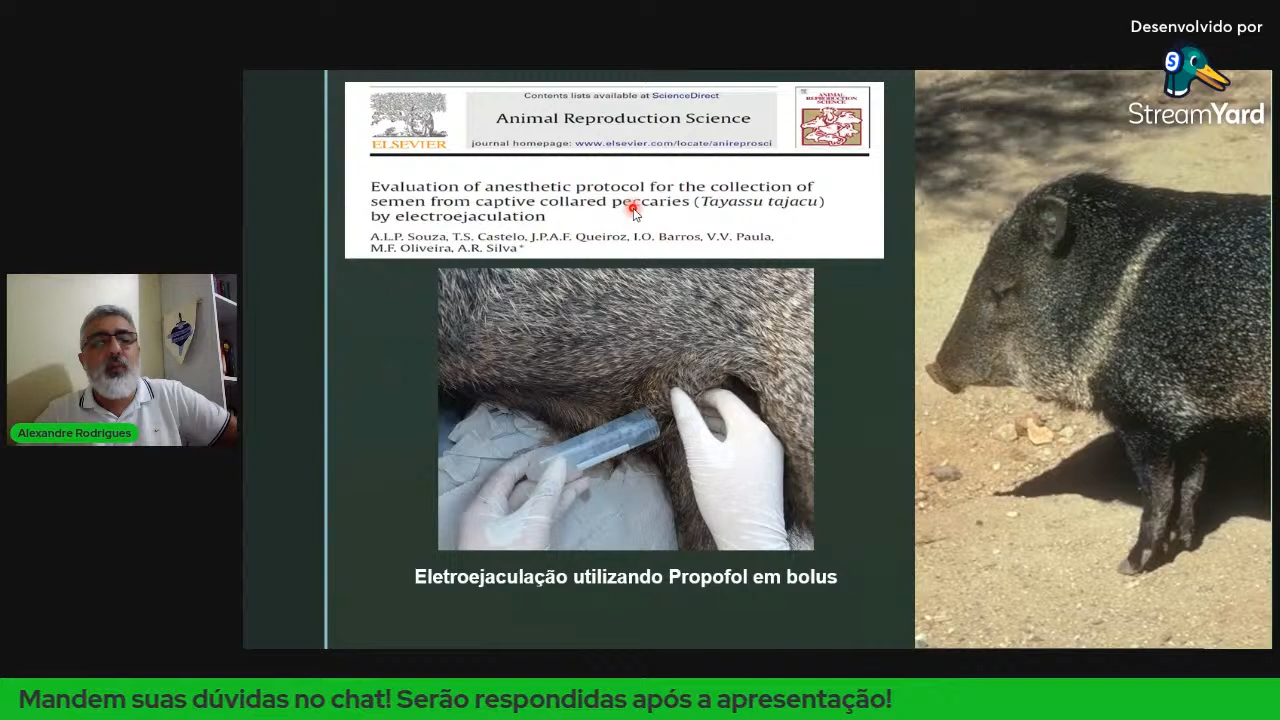 Desenvolvido por
StreamYard
Contents lists available at ScienceDirect
Animal Reproduction Science
journal homepage: www.elsevier.com/locate/anireprosci
ELSEVIER
ANIMAL
REPRODUCTION
SCIENCE
Evaluation of anesthetic protocol for the collection of
semen from captive collared peccaries (Tayassu tajacu)
by electroejaculation
A.L.P. Souza, T.S. Castelo, J.P.A.F. Queiroz, I.O. Barros, V.V. Paula,
M.F. Oliveira, A.R. Silva*
Alexandre Rodrigues
Eletroejaculação utilizando Propofol em bolus
Mandem suas dúvidas no chat! Serão respondidas após a apresentação!